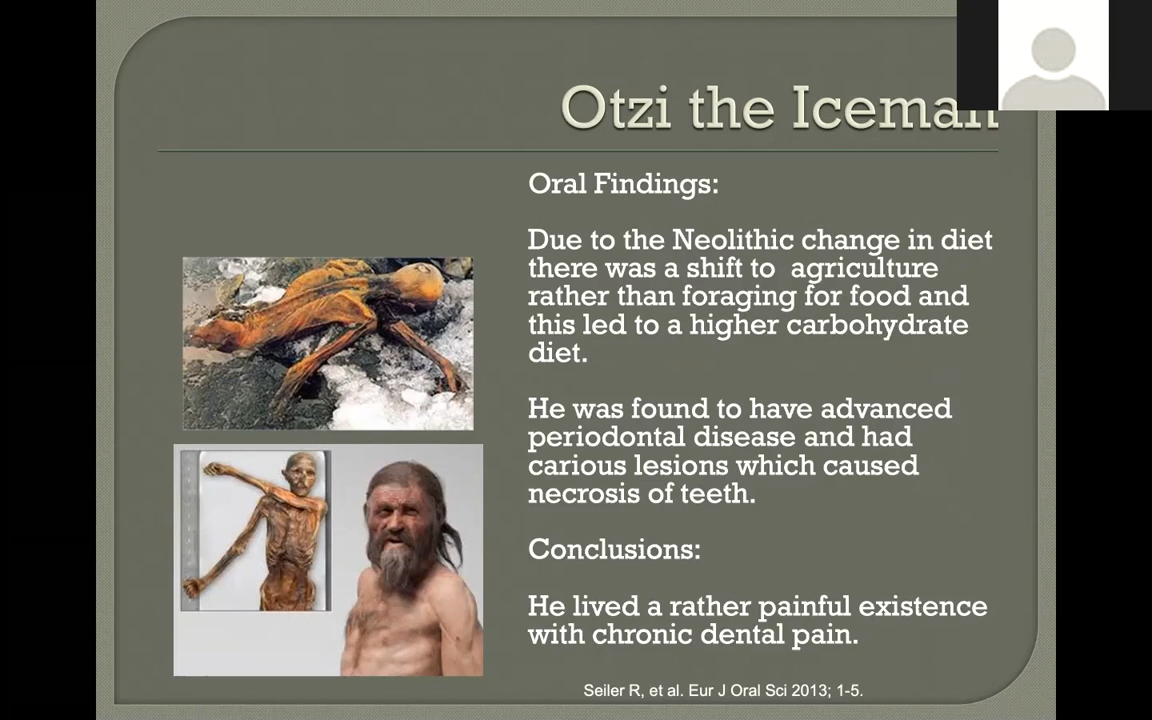 Otzi the Iceman
Oral Findings:
Due to the Neolithic change in diet
there was a shift to  agriculture
rather than foraging for food and
this led to a higher carbohydrate
diet.
He was found to have advanced
periodontal disease and had
carious lesions which caused
necrosis of teeth.
Conclusions:
He lived a rather painful existence
with chronic dental pain.
Seiler R, et al. Eur J Oral Sci 2013; 1-5.